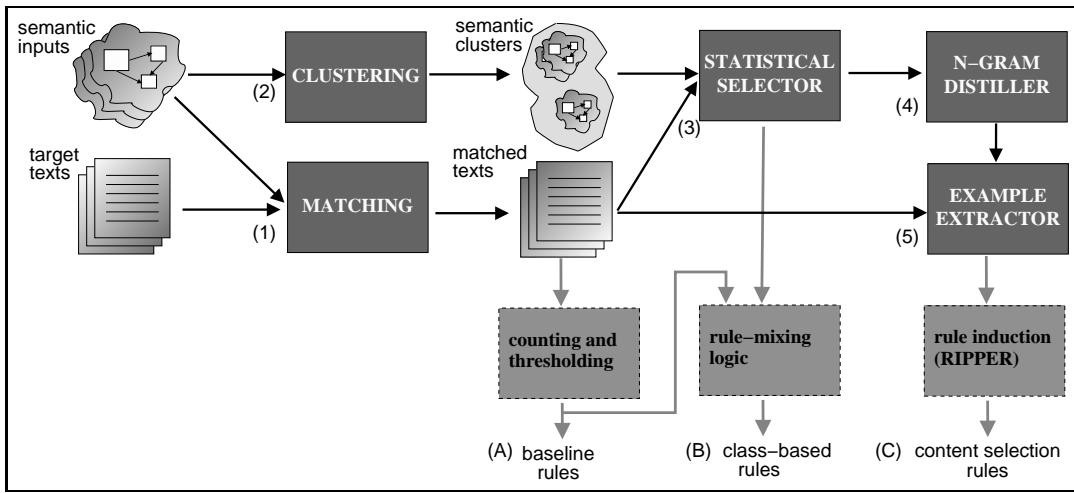 semantic
inputs
(2)
CLUSTERING
semantic
clusters
(3)
STATISTICAL
SELECTOR
(4)
N−GRAM
DISTILLER
target
texts
(1)
MATCHING
matched
texts
(5)
EXAMPLE
EXTRACTOR
counting and
thresholding
rule−mixing
logic
rule induction
(RIPPER)
(A) baseline
rules
(B) class−based
rules
(C) content selection
rules